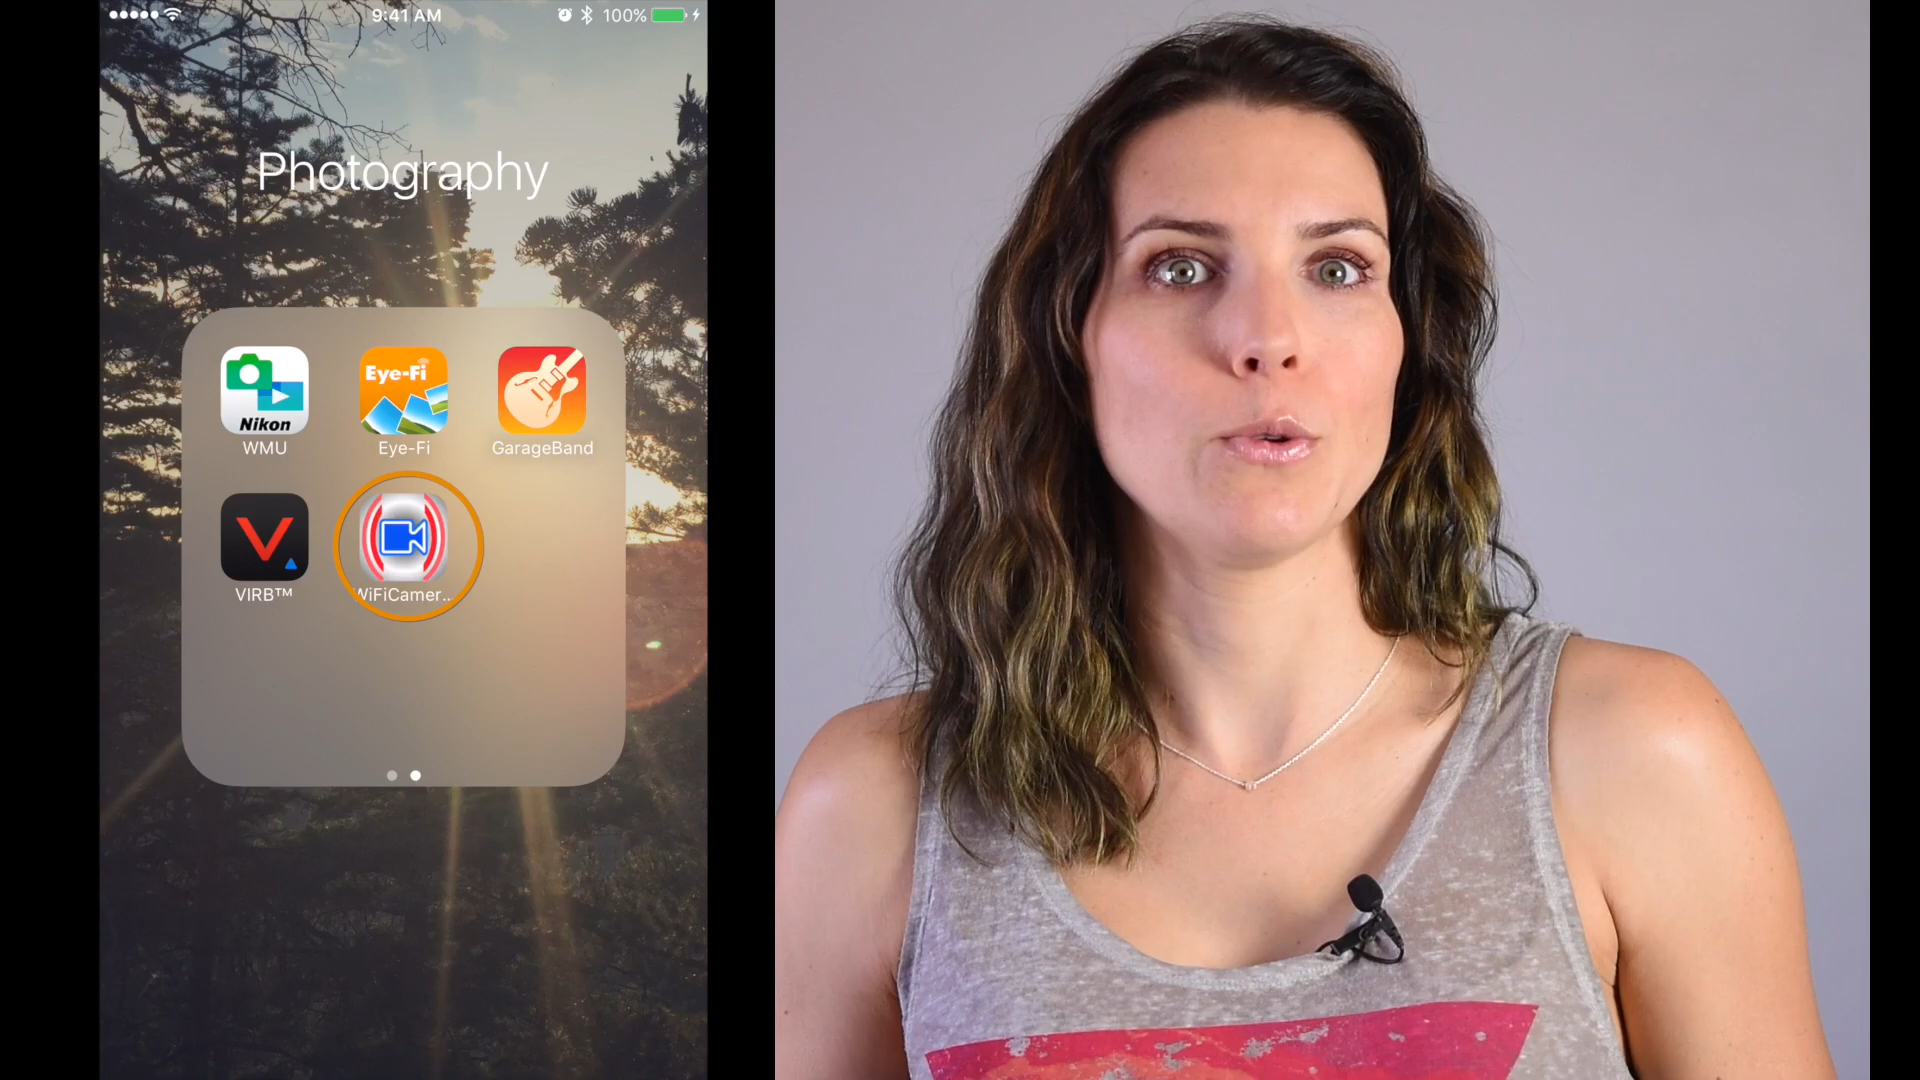 9:41 AM
100%
Photography
Nikon
Eye-Fi
WMU
Eye-Fi
GarageBand
VIRB™
WiFiCamer...